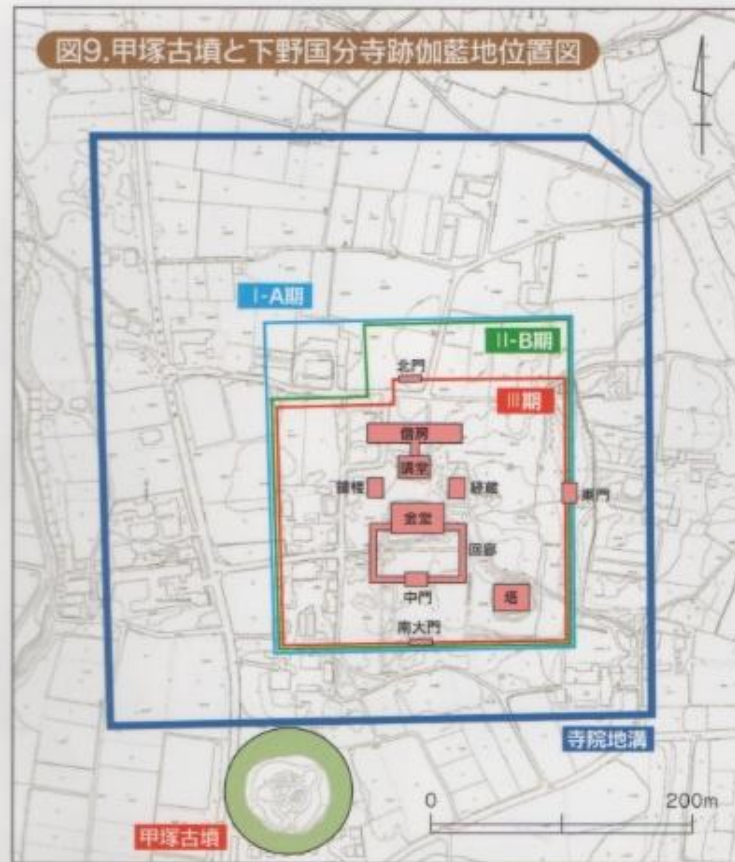 図9.甲塚古墳と下野国分寺跡伽藍地位置図
I-A期
II-B期
北門
III期
僧房
講堂
鐘楼
経蔵
東門
金堂
回廊
中門
塔
南大門
寺院地溝
甲塚古墳
0
200m